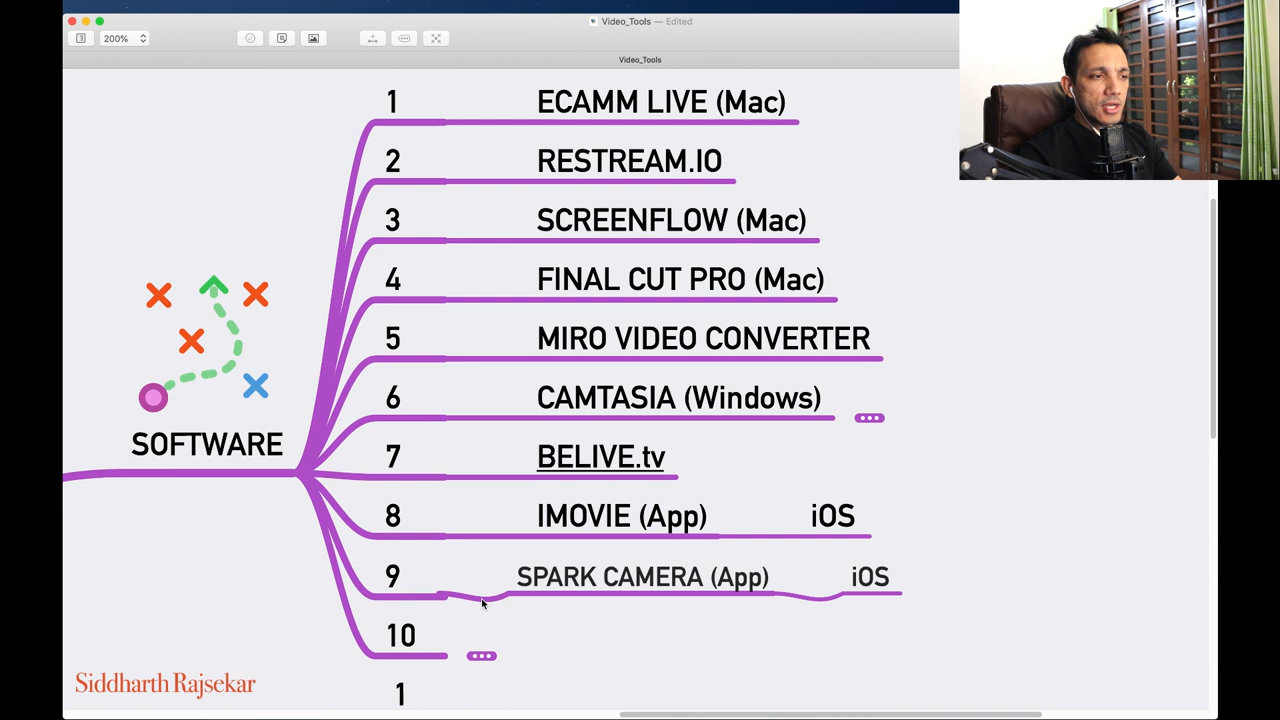 Video_Tools — Edited
200%
Video_Tools
1 ECAMM LIVE (Mac)
2 RESTREAM.IO
3 SCREENFLOW (Mac)
4 FINAL CUT PRO (Mac)
5 MIRO VIDEO CONVERTER
6 CAMTASIA (Windows)
SOFTWARE
7 BELIVE.tv
8 IMOVIE (App) iOS
9 SPARK CAMERA (App) iOS
10
Siddharth Rajsekar
1